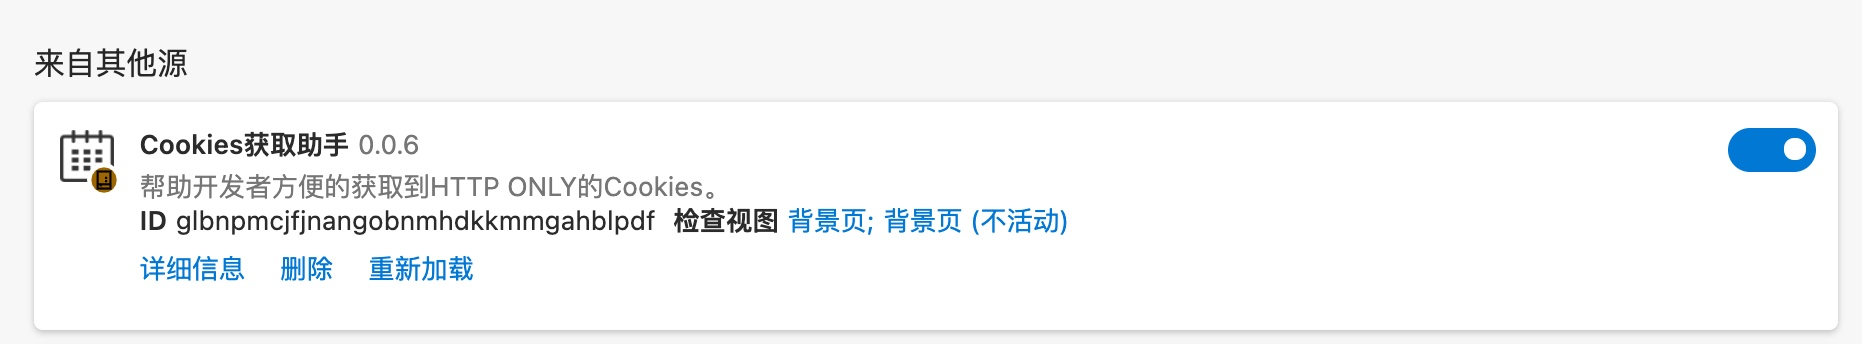 来自其他源
Cookies获取助手 0.0.6
帮助开发者方便的获取到HTTP ONLY的Cookies。
ID glbnpmcjfjnangobnmhdkkmmgahblpdf 检查视图 背景页; 背景页 (不活动)
详细信息 删除 重新加载